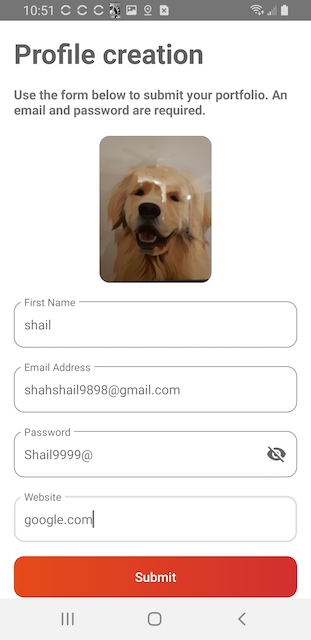 10:51
Profile creation
Use the form below to submit your portfolio. An
email and password are required.
First Name
shail
Email Address
shahshail9898@gmail.com
Password
Shail9999@
Website
google.com
Submit